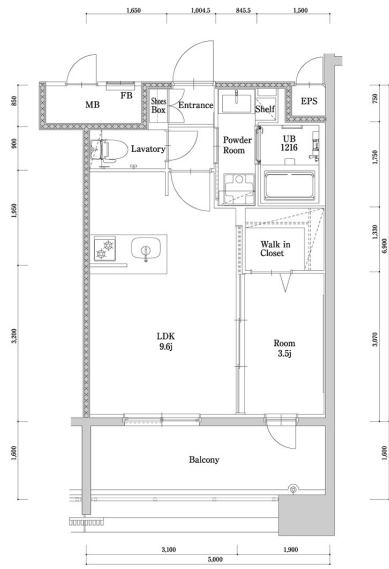 1,650 1,004.5 845.5 1,500
MB
FB
Shoes
Box
Entrance
Shelf
EPS
850
750
Lavatory
Powder
Room
UB
1216
900
1,750
1,950
1,330
6,900
Walk in
Closet
LDK
9.6j
Room
3.5j
3,200
3,070
Balcony
1,600
1,600
3,100 1,900
5,000